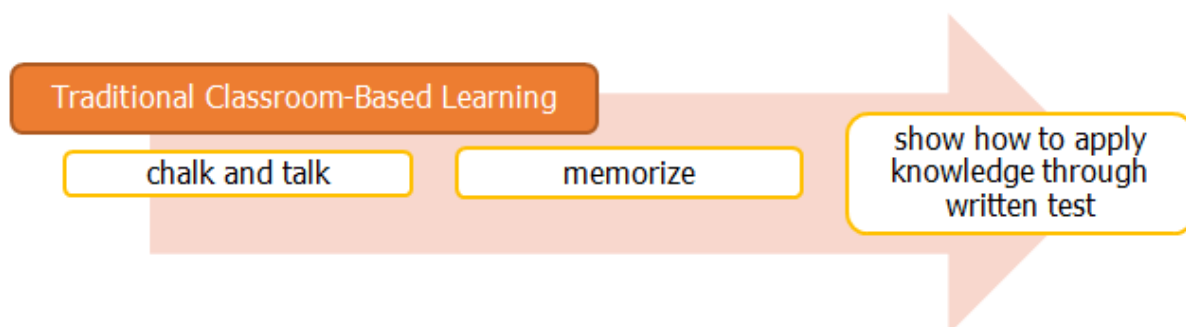 Traditional Classroom-Based Learning
chalk and talk
memorize
show how to apply
knowledge through
written test